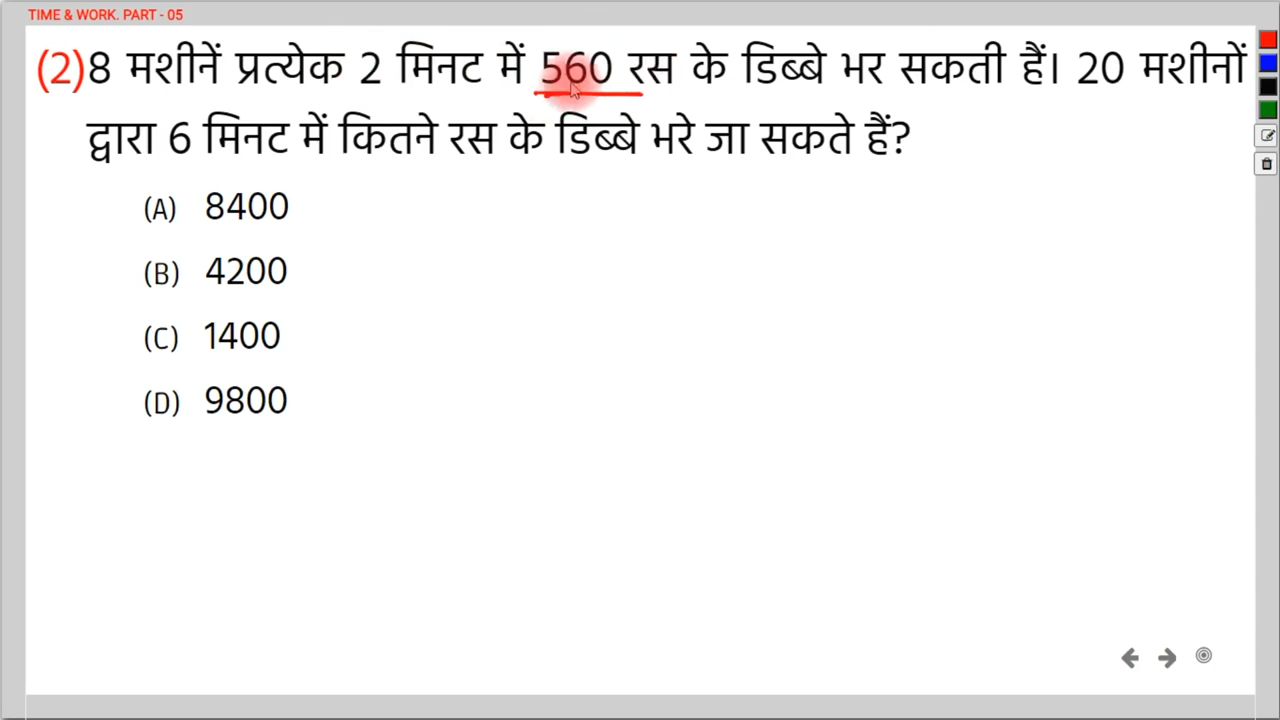 TIME & WORK. PART - 05
(2)8 मशीनें प्रत्येक 2 मिनट में 560 रस के डिब्बे भर सकती हैं। 20 मशीनों
द्वारा 6 मिनट में कितने रस के डिब्बे भरे जा सकते हैं?
(A) 8400
(B) 4200
(C) 1400
(D) 9800